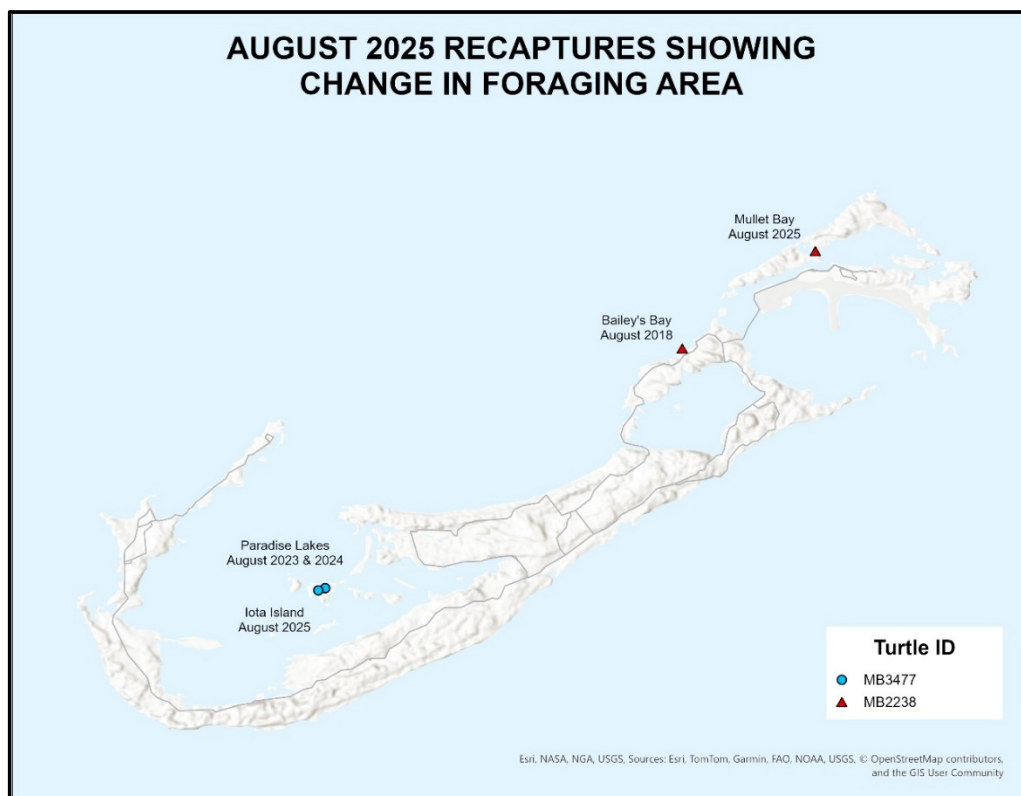 AUGUST 2025 RECAPTURES SHOWING
CHANGE IN FORAGING AREA
Mullet Bay
August 2025
Bailey's Bay
August 2018
Paradise Lakes
August 2023 & 2024
Iota Island
August 2025
Turtle ID
MB3477
MB2238
Esri, NASA, NGA, USGS, Sources: Esri, TomTom, Garmin, FAO, NOAA, USGS, © OpenStreetMap contributors,
and the GIS User Community